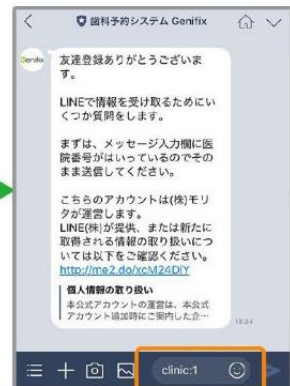 歯科予約システム Genifix
Genifix
友達登録ありがとうございま
す。
LINEで情報を受け取るためにい
くつか質問をします。
まずは、メッセージ入力欄に医
院番号がはいっているのでその
まま送信してください。
こちらのアカウントは(株)モリ
タが運営します。
LINE(株)が提供、または新たに
取得される情報の取り扱いにつ
いては以下をご確認ください。
http://me2.do/xcM24DiY
個人情報の取り扱い
本公式アカウントの運営は、本公式
アカウント追加時にご案内した企…
clinic:1